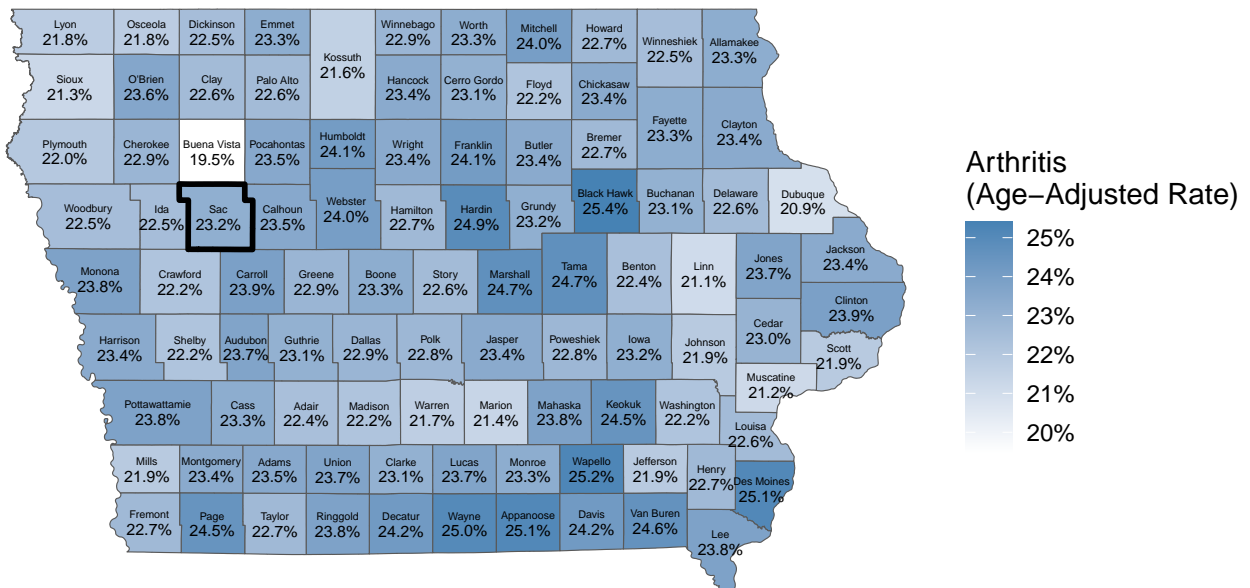 Lyon
21.8%
Osceola
21.8%
Dickinson
22.5%
Emmet
23.3%
Kossuth
21.6%
Winnebago
22.9%
Worth
23.3%
Mitchell
24.0%
Howard
22.7%
Winneshiek
22.5%
Allamakee
23.3%
Sioux
21.3%
O'Brien
23.6%
Clay
22.6%
Palo Alto
22.6%
Hancock
23.4%
Cerro Gordo
23.1%
Floyd
22.2%
Chickasaw
23.4%
Fayette
23.3%
Clayton
23.4%
Plymouth
22.0%
Cherokee
22.9%
Buena Vista
19.5%
Pocahontas
23.5%
Humboldt
24.1%
Wright
23.4%
Franklin
24.1%
Butler
23.4%
Bremer
22.7%
Woodbury
22.5%
Ida
22.5%
Sac
23.2%
Calhoun
23.5%
Webster
24.0%
Hamilton
22.7%
Hardin
24.9%
Grundy
23.2%
Black Hawk
25.4%
Buchanan
23.1%
Delaware
22.6%
Dubuque
20.9%
Monona
23.8%
Crawford
22.2%
Carroll
23.9%
Greene
22.9%
Boone
23.3%
Story
22.6%
Marshall
24.7%
Tama
24.7%
Benton
22.4%
Linn
21.1%
Jones
23.7%
Jackson
23.4%
Clinton
23.9%
Harrison
23.4%
Shelby
22.2%
Audubon
23.7%
Guthrie
23.1%
Dallas
22.9%
Polk
22.8%
Jasper
23.4%
Poweshiek
22.8%
Iowa
23.2%
Johnson
21.9%
Cedar
23.0%
Scott
21.9%
Muscatine
21.2%
Pottawattamie
23.8%
Cass
23.3%
Adair
22.4%
Madison
22.2%
Warren
21.7%
Marion
21.4%
Mahaska
23.8%
Keokuk
24.5%
Washington
22.2%
Louisa
22.6%
Mills
21.9%
Montgomery
23.4%
Adams
23.5%
Union
23.7%
Clarke
23.1%
Lucas
23.7%
Monroe
23.3%
Wapello
25.2%
Jefferson
21.9%
Henry
22.7%
Des Moines
25.1%
Fremont
22.7%
Page
24.5%
Taylor
22.7%
Ringgold
23.8%
Decatur
24.2%
Wayne
25.0%
Appanoose
25.1%
Davis
24.2%
Van Buren
24.6%
Lee
23.8%
Arthritis
(Age−Adjusted Rate)
25%
24%
23%
22%
21%
20%